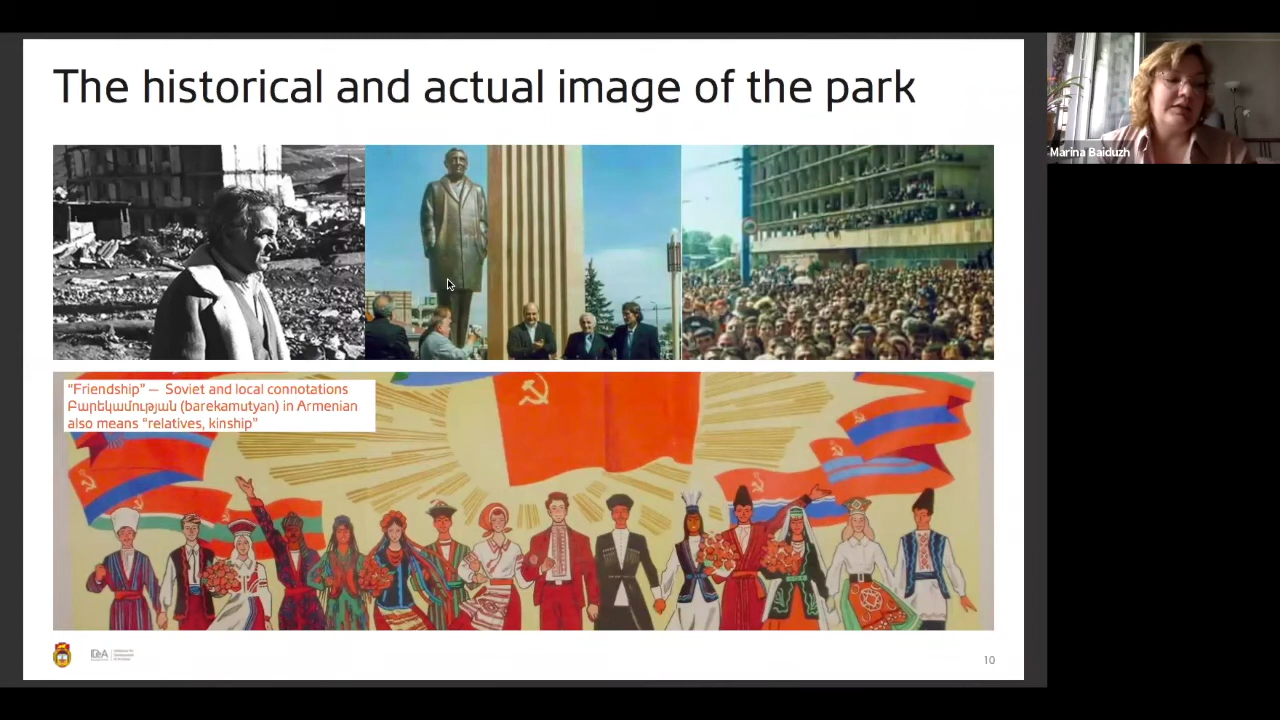 The historical and actual image of the park
Marina Baiduzh
“Friendship” — Soviet and local connotations
Բարեկամության (barekamutyan) in Armenian
also means “relatives, kinship”
10